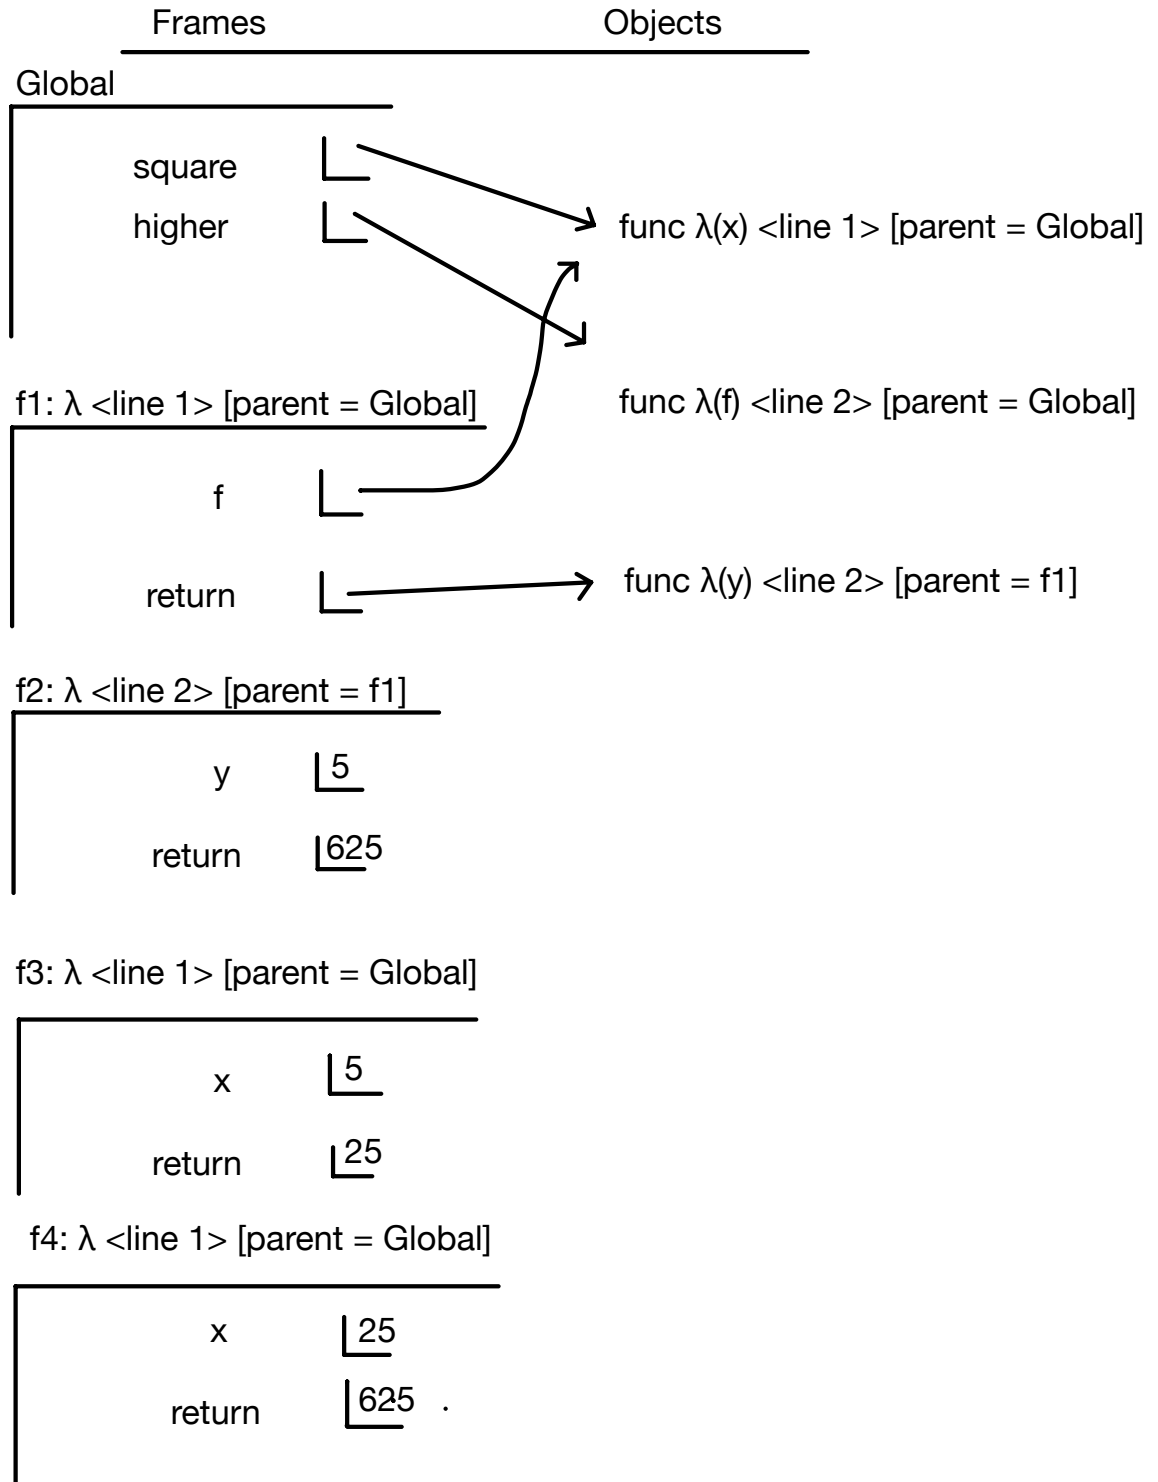 Frames Objects
Global
square
higher func λ(x) <line 1> [parent = Global]
f1: λ <line 1> [parent = Global] func λ(f) <line 2> [parent = Global]
f
return func λ(y) <line 2> [parent = f1]
f2: λ <line 2> [parent = f1]
y 5
return 625
f3: λ <line 1> [parent = Global]
x 5
return 25
f4: λ <line 1> [parent = Global]
x 25
return 625 .